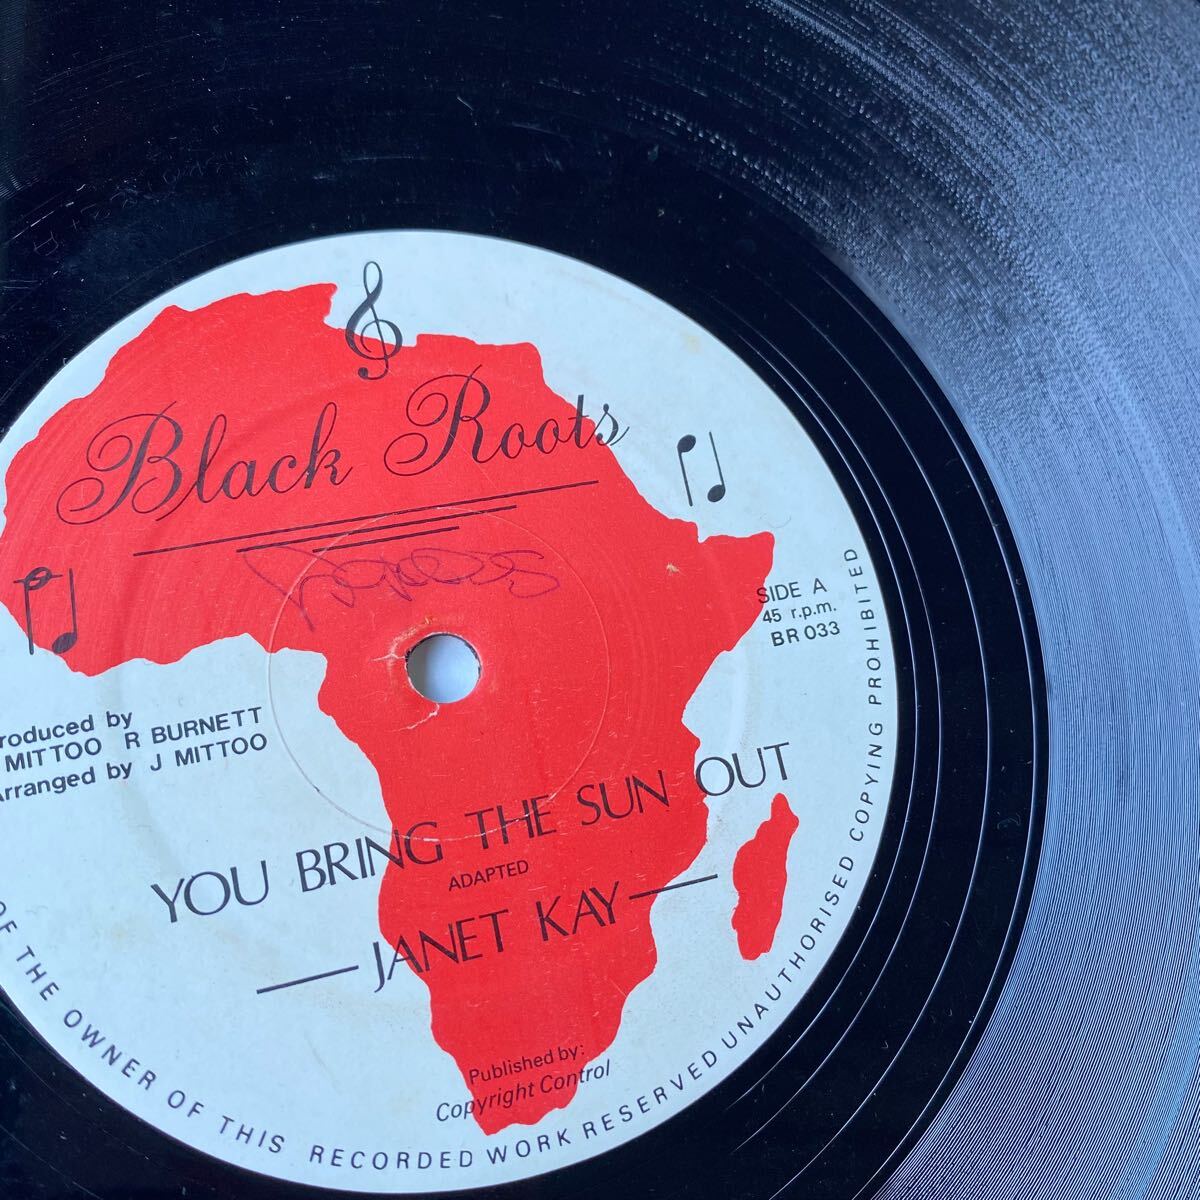 Black Roots
SIDE A
45 r.p.m.
BR 033
roduced by
MITTOO R BURNETT
rranged by J MITTOO
YOU BRING THE SUN OUT
ADAPTED
JANET KAY
Published by:
Copyright Control
OF THE OWNER OF THIS RECORDED WORK RESERVED UNAUTHORISED COPYING PROHIBITED